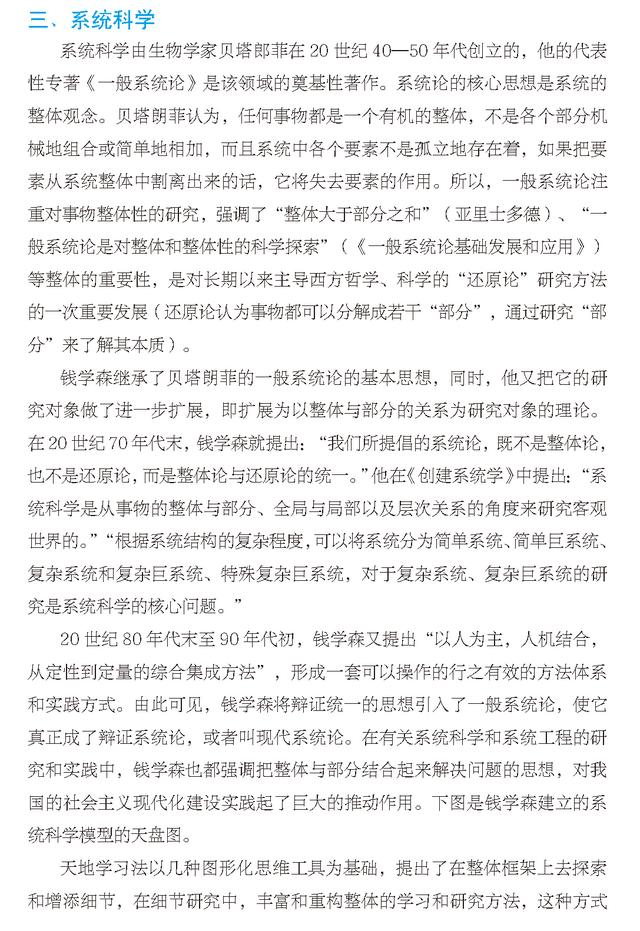 三、系统科学
系统科学由生物学家贝塔郎菲在 20 世纪 40—50 年代创立的，他的代表
性专著《一般系统论》是该领域的奠基性著作。系统论的核心思想是系统的
整体观念。贝塔朗菲认为，任何事物都是一个有机的整体，不是各个部分机
械地组合或简单地相加，而且系统中各个要素不是孤立地存在着，如果把要
素从系统整体中割离出来的话，它将失去要素的作用。所以，一般系统论注
重对事物整体性的研究，强调了“整体大于部分之和”（亚里士多德）、“一
般系统论是对整体和整体性的科学探索”（《一般系统论基础发展和应用》）
等整体的重要性，是对长期以来主导西方哲学、科学的“还原论”研究方法
的一次重要发展（还原论认为事物都可以分解成若干“部分”，通过研究“部
分”来了解其本质）。
钱学森继承了贝塔朗菲的一般系统论的基本思想，同时，他又把它的研
究对象做了进一步扩展，即扩展为以整体与部分的关系为研究对象的理论。
在 20 世纪 70 年代末，钱学森就提出：“我们所提倡的系统论，既不是整体论，
也不是还原论，而是整体论与还原论的统一。”他在《创建系统学》中提出：“系
统科学是从事物的整体与部分、全局与局部以及层次关系的角度来研究客观
世界的。”“根据系统结构的复杂程度，可以将系统分为简单系统、简单巨系统、
复杂系统和复杂巨系统、特殊复杂巨系统，对于复杂系统、复杂巨系统的研
究是系统科学的核心问题。”
20 世纪 80 年代末至 90 年代初，钱学森又提出“以人为主，人机结合，
从定性到定量的综合集成方法”，形成一套可以操作的行之有效的方法体系
和实践方式。由此可见，钱学森将辩证统一的思想引入了一般系统论，使它
真正成了辩证系统论，或者叫现代系统论。在有关系统科学和系统工程的研
究和实践中，钱学森也都强调把整体与部分结合起来解决问题的思想，对我
国的社会主义现代化建设实践起了巨大的推动作用。下图是钱学森建立的系
统科学模型的天盘图。
天地学习法以几种图形化思维工具为基础，提出了在整体框架上去探索
和增添细节，在细节研究中，丰富和重构整体的学习和研究方法，这种方式